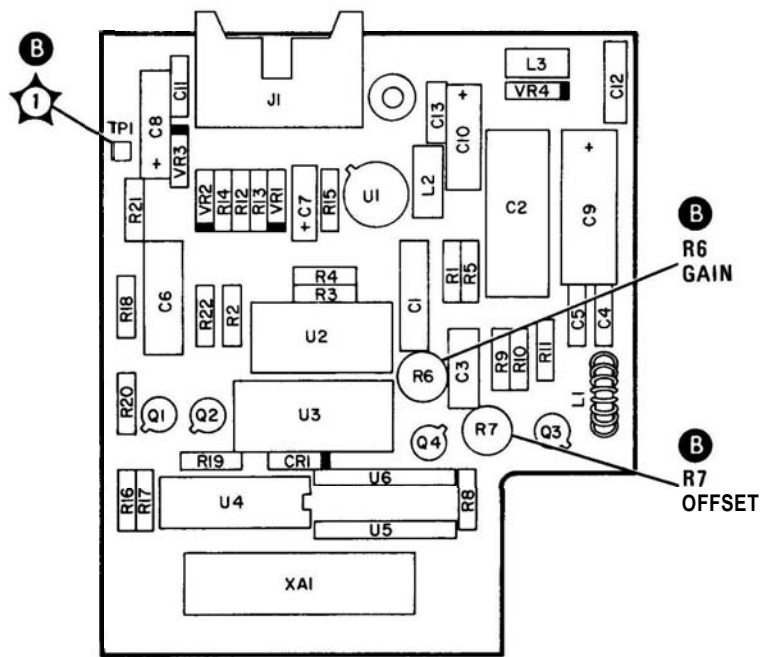 B
1
TP1
C8
+
C11
VR3
J1
C13
+
C10
L3
VR4
C12
R21
VR2
R14
R12
R13
VR1
+
C7
R15
U1
L2
C2
+
C9
B
R6
GAIN
R18
C6
R22
R2
R4
R3
U2
C1
R1
R5
C5
C4
R6
C3
R9
R10
R11
L1
R20
Q1
Q2
U3
Q4
R7
Q3
B
R7
OFFSET
R19
CR1
R16
R17
U4
U6
U5
R8
XA1